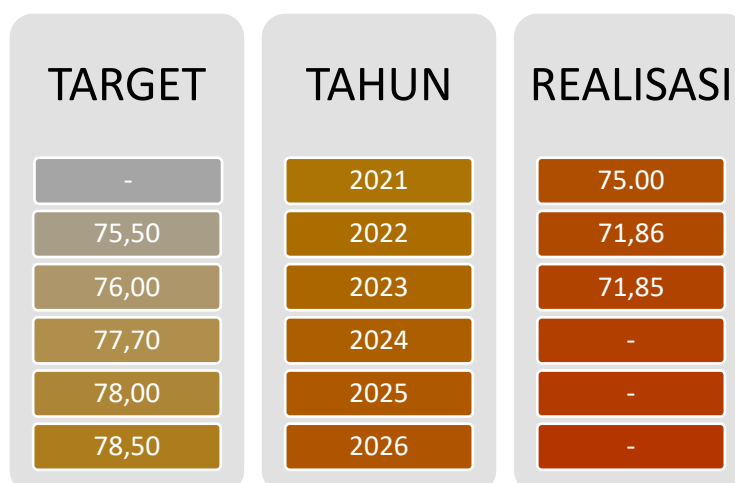 TARGET TAHUN REALISASI
- 2021 75.00
75,50 2022 71,86
76,00 2023 71,85
77,70 2024 -
78,00 2025 -
78,50 2026 -